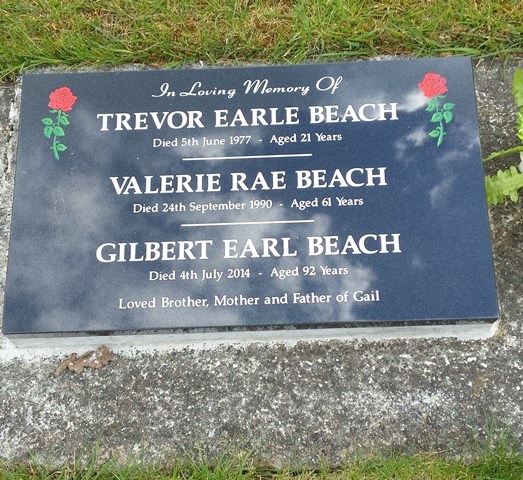 In Loving Memory Of
TREVOR EARLE BEACH
Died 5th June 1977 - Aged 21 Years
VALERIE RAE BEACH
Died 24th September 1990 - Aged 61 Years
GILBERT EARL BEACH
Died 4th July 2014 - Aged 92 Years
Loved Brother, Mother and Father of Gail